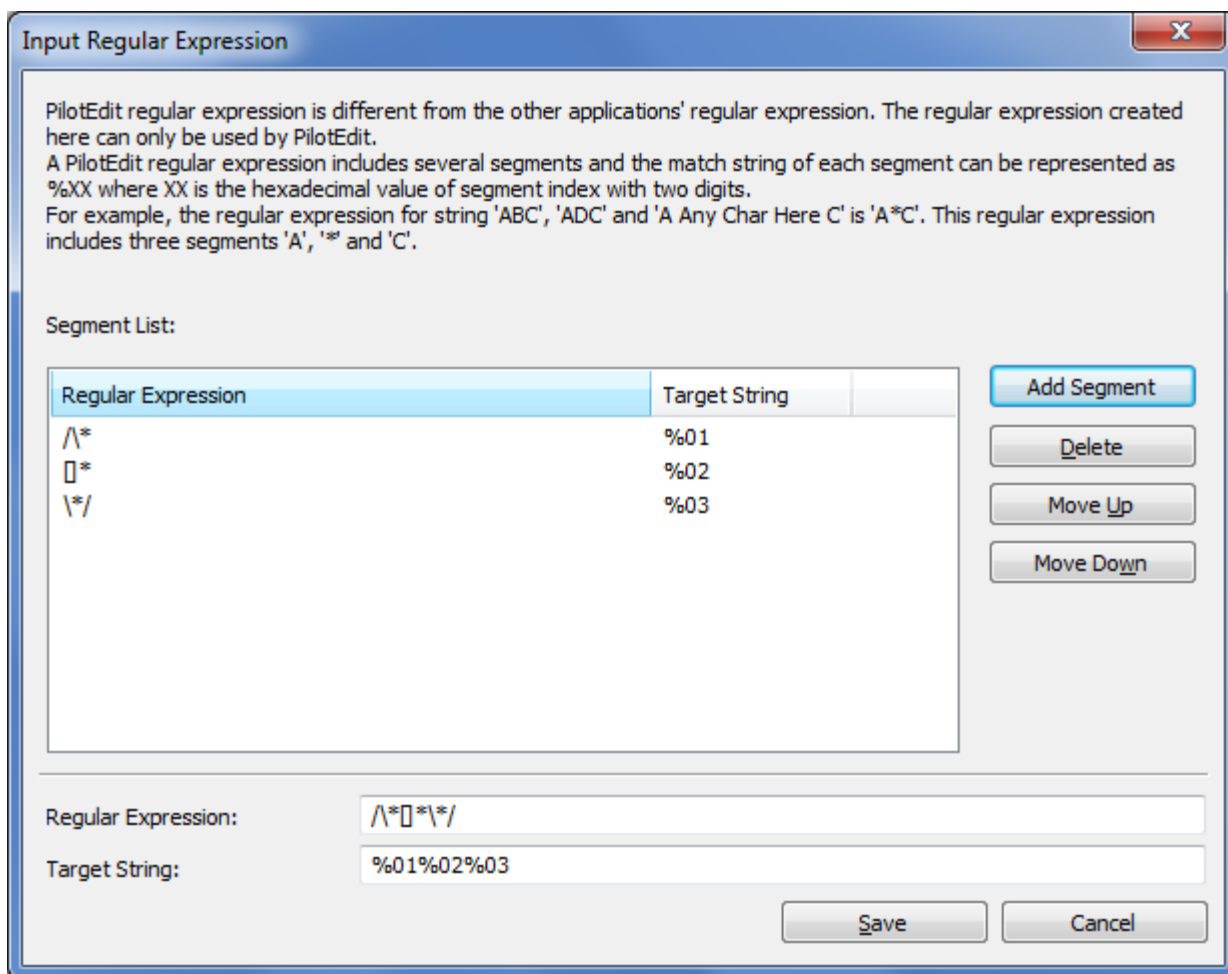 Input Regular Expression
x
PilotEdit regular expression is different from the other applications' regular expression. The regular expression created
here can only be used by PilotEdit.
A PilotEdit regular expression includes several segments and the match string of each segment can be represented as
%XX where XX is the hexadecimal value of segment index with two digits.
For example, the regular expression for string 'ABC', 'ADC' and 'A Any Char Here C' is 'A*C'. This regular expression
includes three segments 'A', '*' and 'C'.
Segment List:
Regular Expression Target String
/\* %01
[]* %02
\*/ %03
Add Segment
Delete
Move Up
Move Down
Regular Expression: /\*[]*\*/
Target String: %01%02%03
Save Cancel